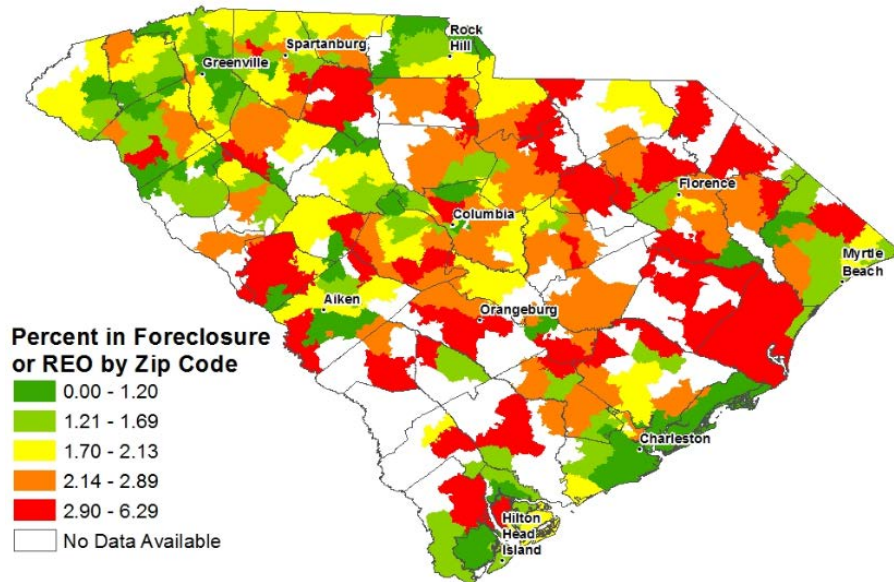 Rock
Hill
Spartanburg
Greenville
Florence
Columbia
Myrtle
Beach
Aiken
Orangeburg
Percent in Foreclosure
or REO by Zip Code
0.00 - 1.20
1.21 - 1.69
1.70 - 2.13
2.14 - 2.89
2.90 - 6.29
No Data Available
Charleston
Hilton
Head
Island